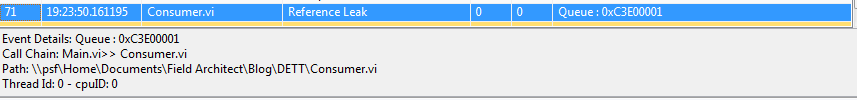 71 19:23:50.161195 Consumer.vi Reference Leak 0 0 Queue : 0xC3E00001
Event Details: Queue : 0xC3E00001
Call Chain: Main.vi>> Consumer.vi
Path: \\psf\Home\Documents\Field Architect\Blog\DETT\Consumer.vi
Thread Id: 0 - cpuID: 0